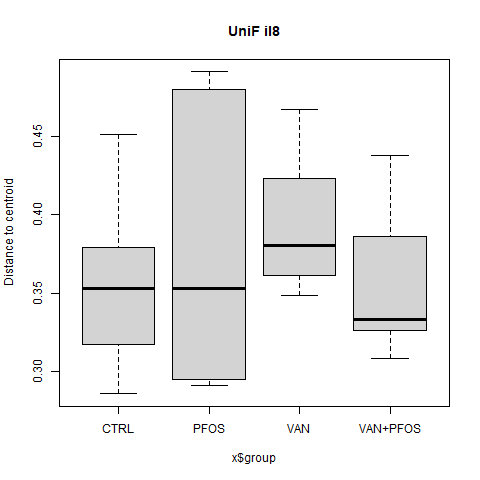 UniF il8
Distance to centroid
0.45
0.40
0.35
0.30
CTRL
PFOS
VAN
VAN+PFOS
x$group